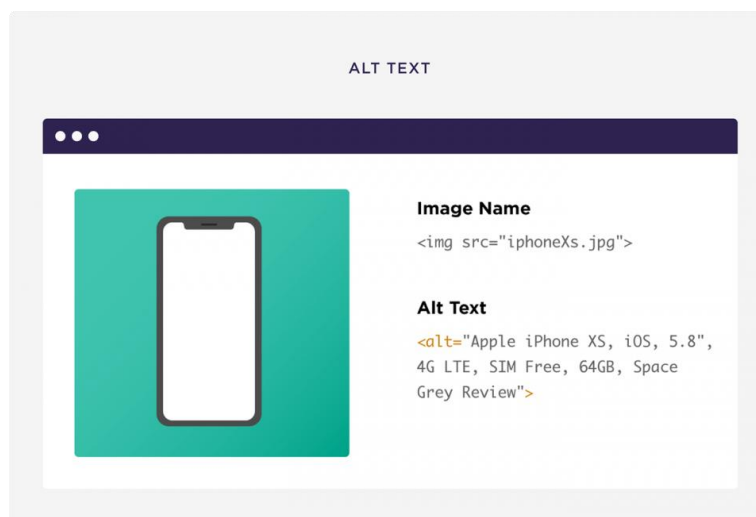 ALT TEXT
Image Name
<img src="iphoneXs.jpg">
Alt Text
<alt="Apple iPhone XS, iOS, 5.8",
4G LTE, SIM Free, 64GB, Space
Grey Review">